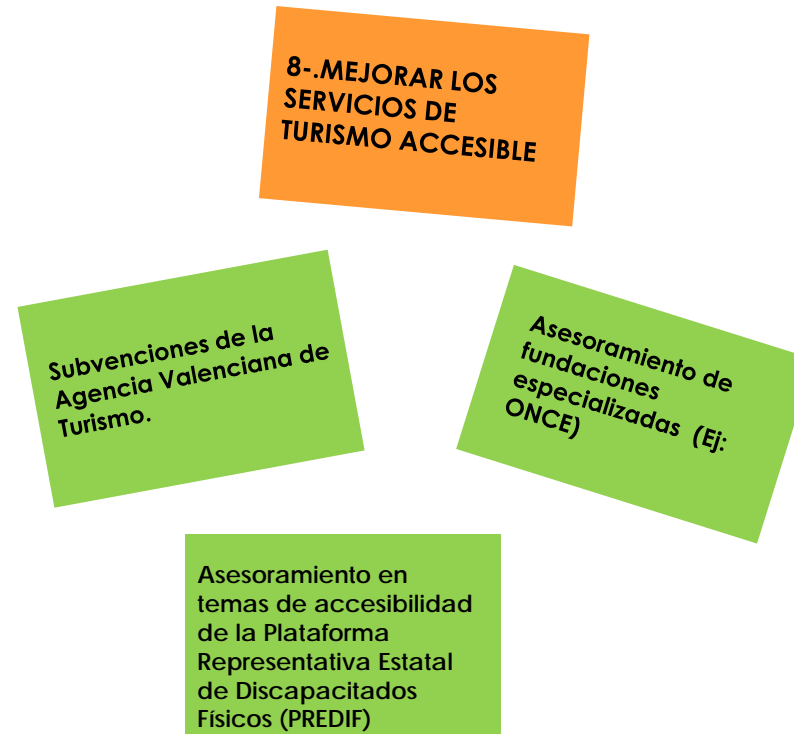 8-.MEJORAR LOS
SERVICIOS DE
TURISMO ACCESIBLE
Subvenciones de la
Agencia Valenciana de
Turismo.
Asesoramiento de
fundaciones
especializadas (Ej:
ONCE)
Asesoramiento en
temas de accesibilidad
de la Plataforma
Representativa Estatal
de Discapacitados
Físicos (PREDIF)